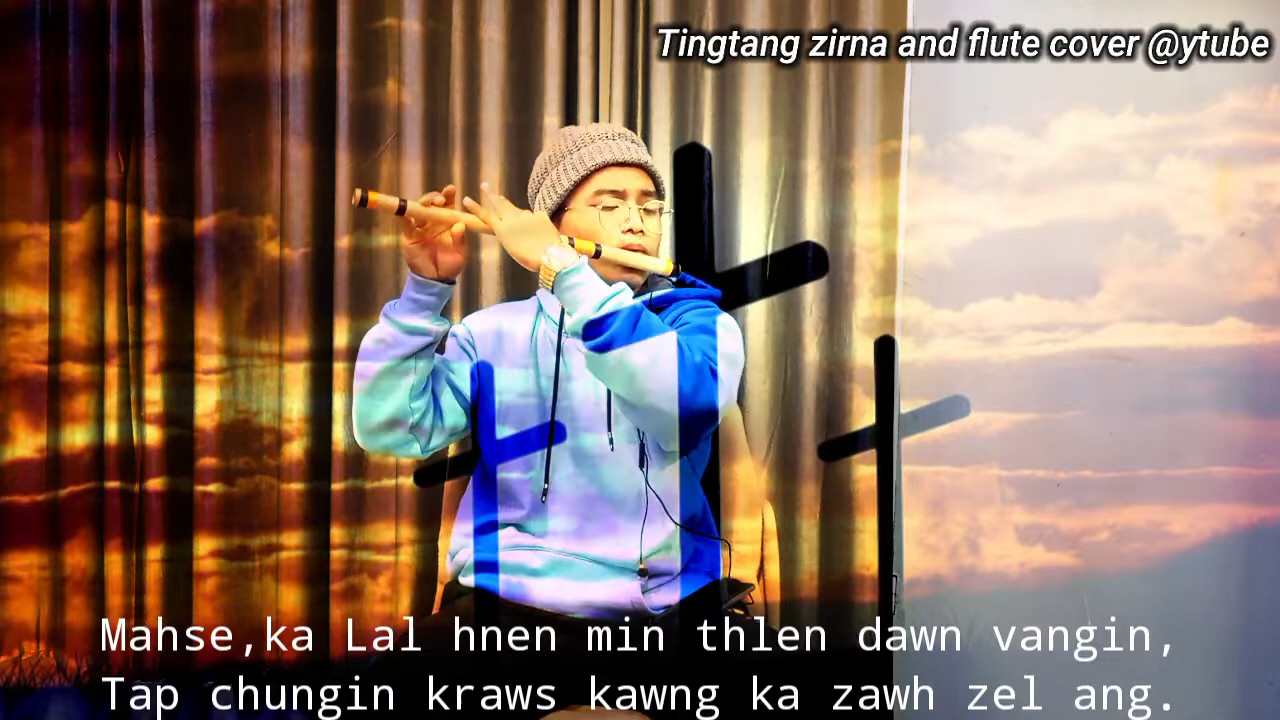 Tingtang zirna and flute cover @ytube
Mahse,ka Lal hnen min thlen dawn vangin,
Tap chungin kraws kawng ka zawh zel ang.